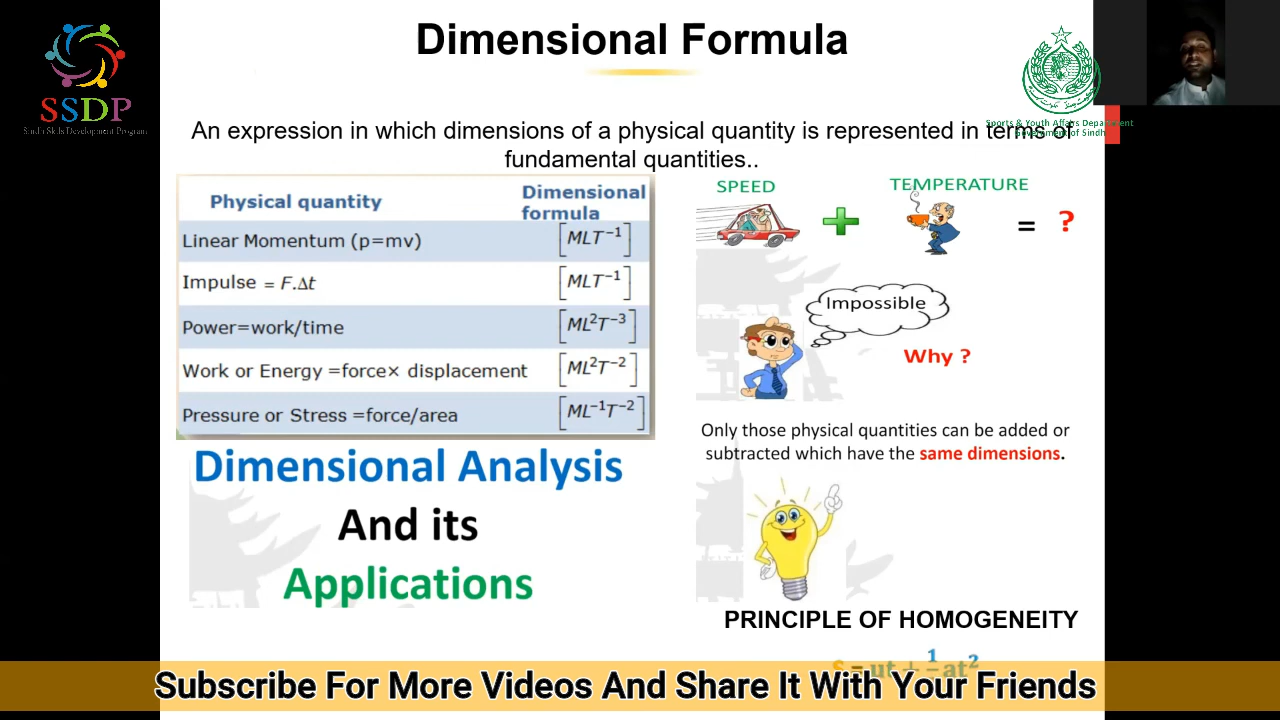 Dimensional Formula
SSDP
Sindh Skills Development Program
Sports & Youth Affairs Department
Government of Sindh
An expression in which dimensions of a physical quantity is represented in terms of
fundamental quantities..
Physical quantity Dimensional formula
Linear Momentum (p=mv) [MLT⁻¹]
Impulse = F.Δt [MLT⁻¹]
Power=work/time [ML²T⁻³]
Work or Energy =force× displacement [ML²T⁻²]
Pressure or Stress =force/area [ML⁻¹T⁻²]
Dimensional Analysis
And its
Applications
SPEED
TEMPERATURE
= ?
Impossible
Why ?
Only those physical quantities can be added or
subtracted which have the same dimensions.
PRINCIPLE OF HOMOGENEITY
s = ut + 1/2 at²
Subscribe For More Videos And Share It With Your Friends